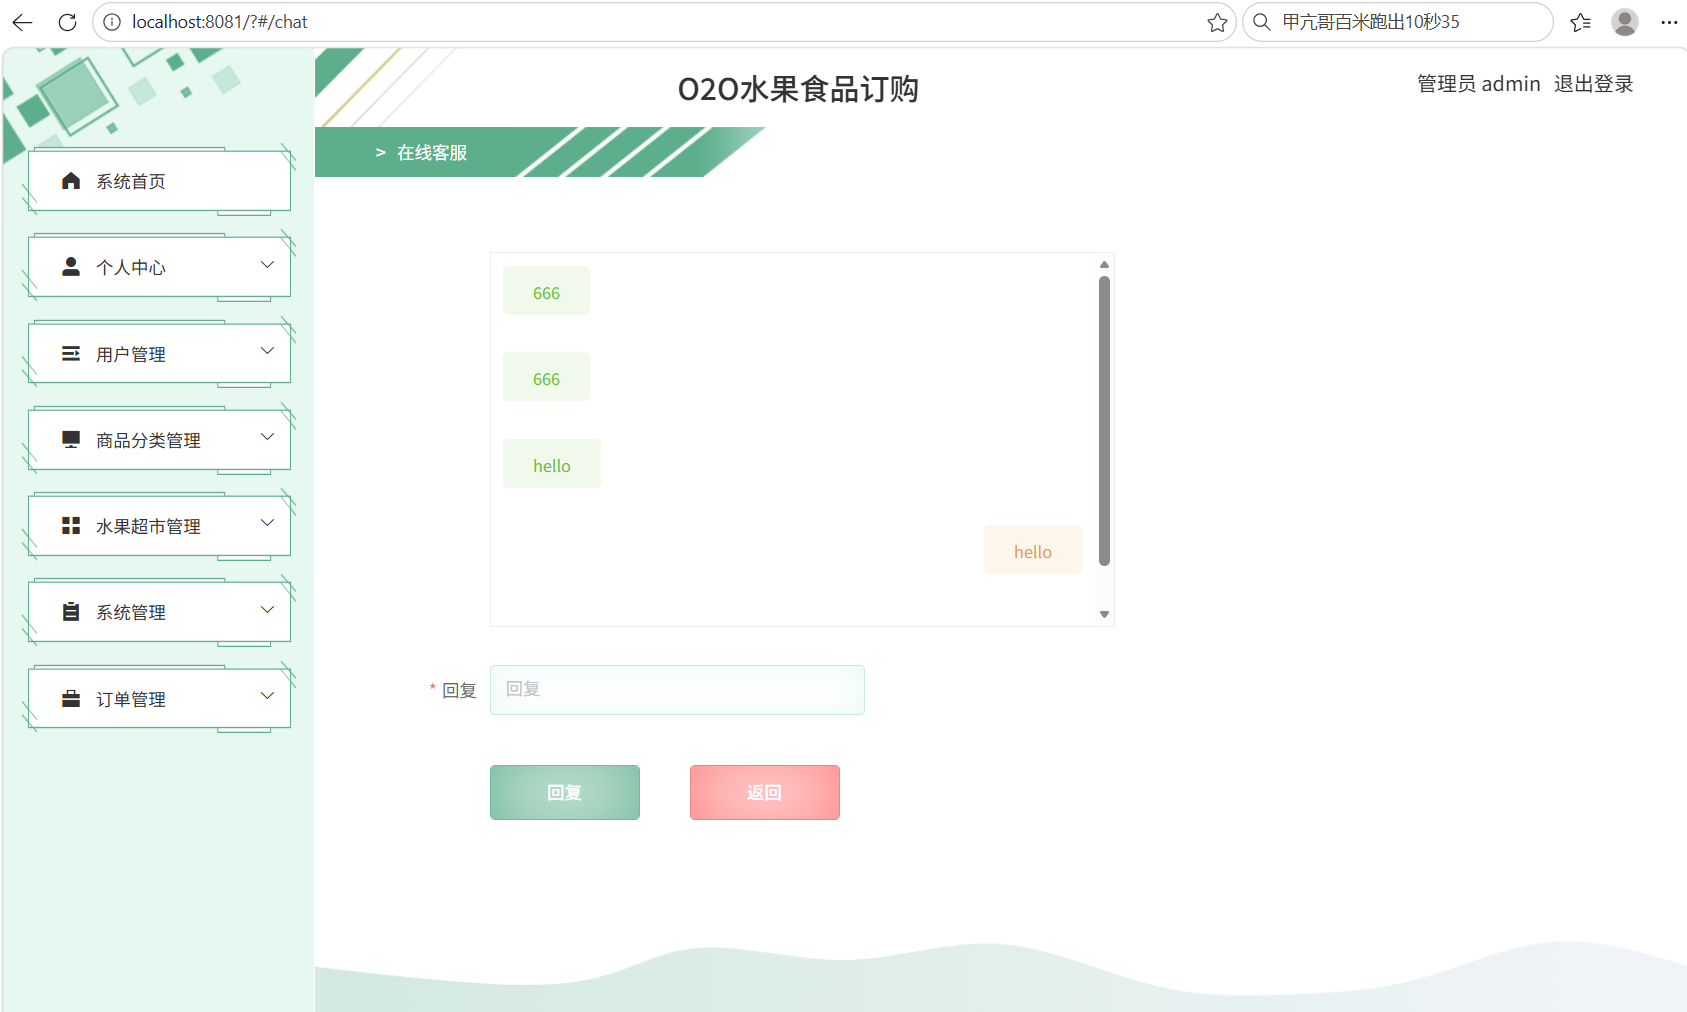 localhost:8081/?#/chat
甲亢哥百米跑出10秒35
O2O水果食品订购
管理员 admin 退出登录
> 在线客服
系统首页
个人中心
用户管理
商品分类管理
水果超市管理
系统管理
订单管理
666
666
hello
hello
* 回复
回复
回复
返回